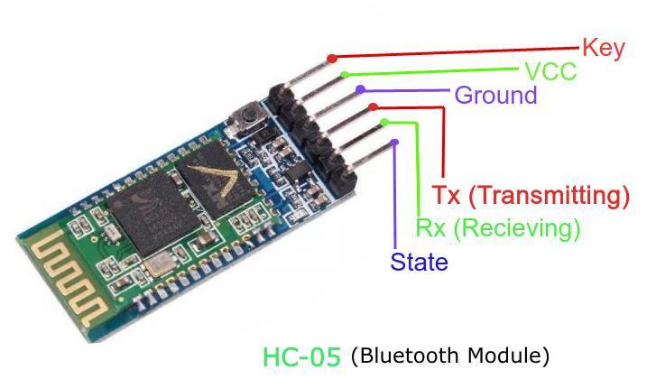 Key
VCC
Ground
Tx (Transmitting)
Rx (Recieving)
State
HC-05 (Bluetooth Module)